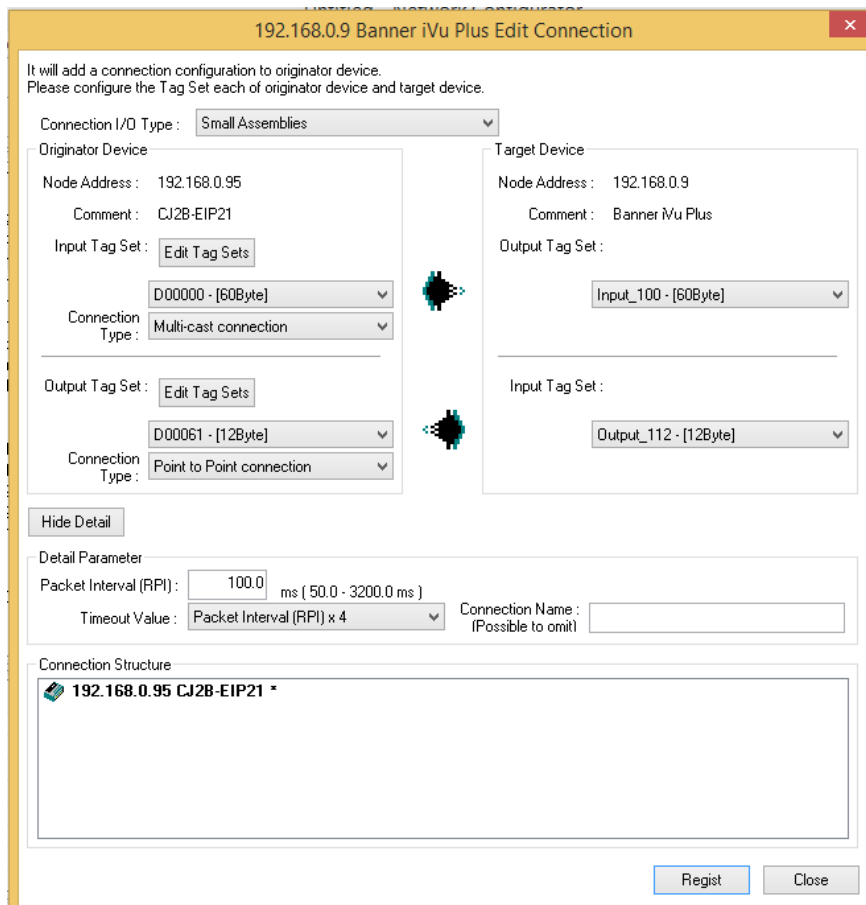 Untitled - Network Configurator
192.168.0.9 Banner iVu Plus Edit Connection
It will add a connection configuration to originator device.
Please configure the Tag Set each of originator device and target device.
Connection I/O Type : Small Assemblies
Originator Device
Node Address : 192.168.0.95
Comment : CJ2B-EIP21
Input Tag Set : Edit Tag Sets
D00000 - [60Byte]
Connection Type : Multi-cast connection
Output Tag Set : Edit Tag Sets
D00061 - [12Byte]
Connection Type : Point to Point connection
Target Device
Node Address : 192.168.0.9
Comment : Banner iVu Plus
Output Tag Set :
Input_100 - [60Byte]
Input Tag Set :
Output_112 - [12Byte]
Hide Detail
Detail Parameter
Packet Interval (RPI) : 100.0 ms ( 50.0 - 3200.0 ms )
Timeout Value : Packet Interval (RPI) x 4
Connection Name :
(Possible to omit)
Connection Structure
192.168.0.95 CJ2B-EIP21 *
Regist Close